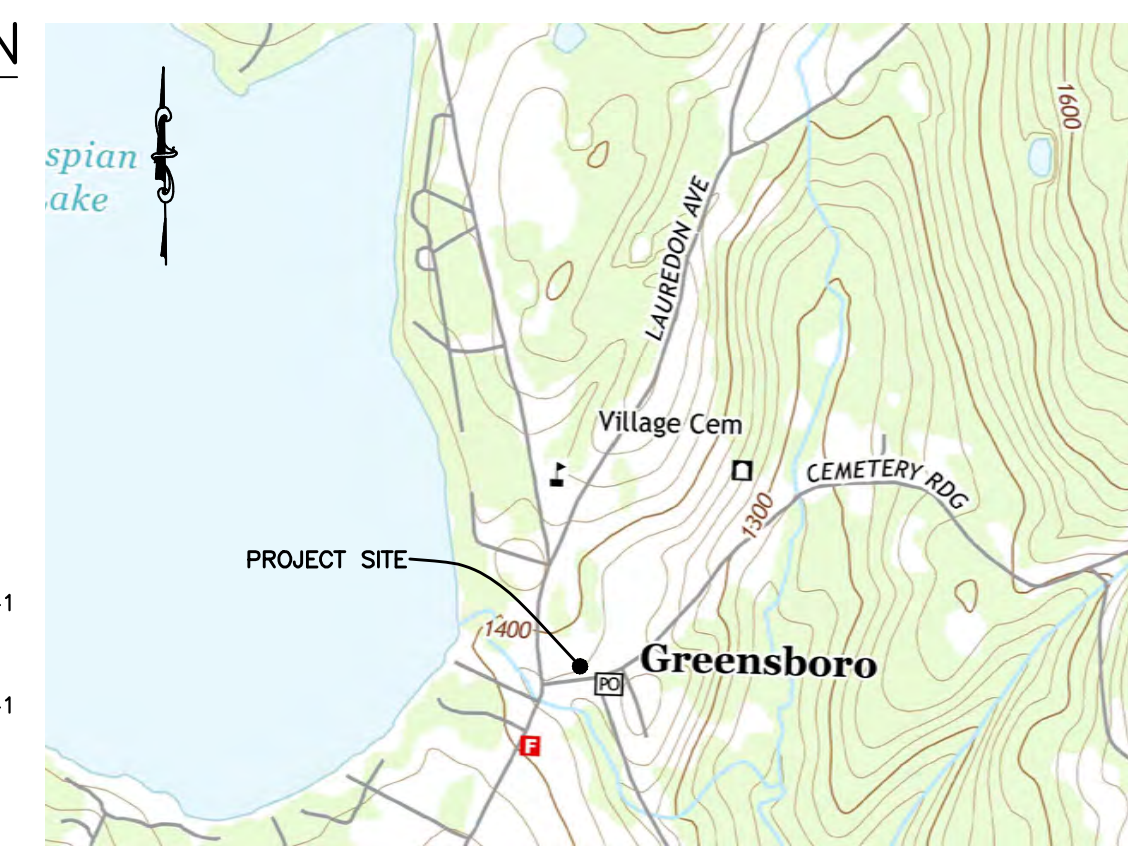 N
spian
ake
1600
LAUREDON AVE
Village Cem
CEMETERY RDG
1300
PROJECT SITE
-1
1400
Greensboro
PO
-1
F